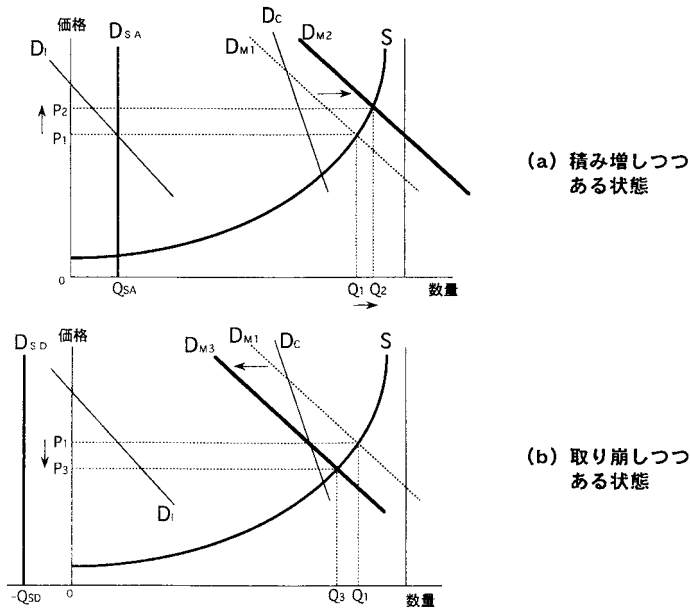 価格
DSA
DI
DC
DM1
DM2
S
P2
P1
0
QSA
Q1
Q2
数量
(a) 積み増しつつ
ある状態
価格
DSD
DM3
DM1
DC
S
P1
P3
DI
-QSD
0
Q3
Q1
数量
(b) 取り崩しつつ
ある状態